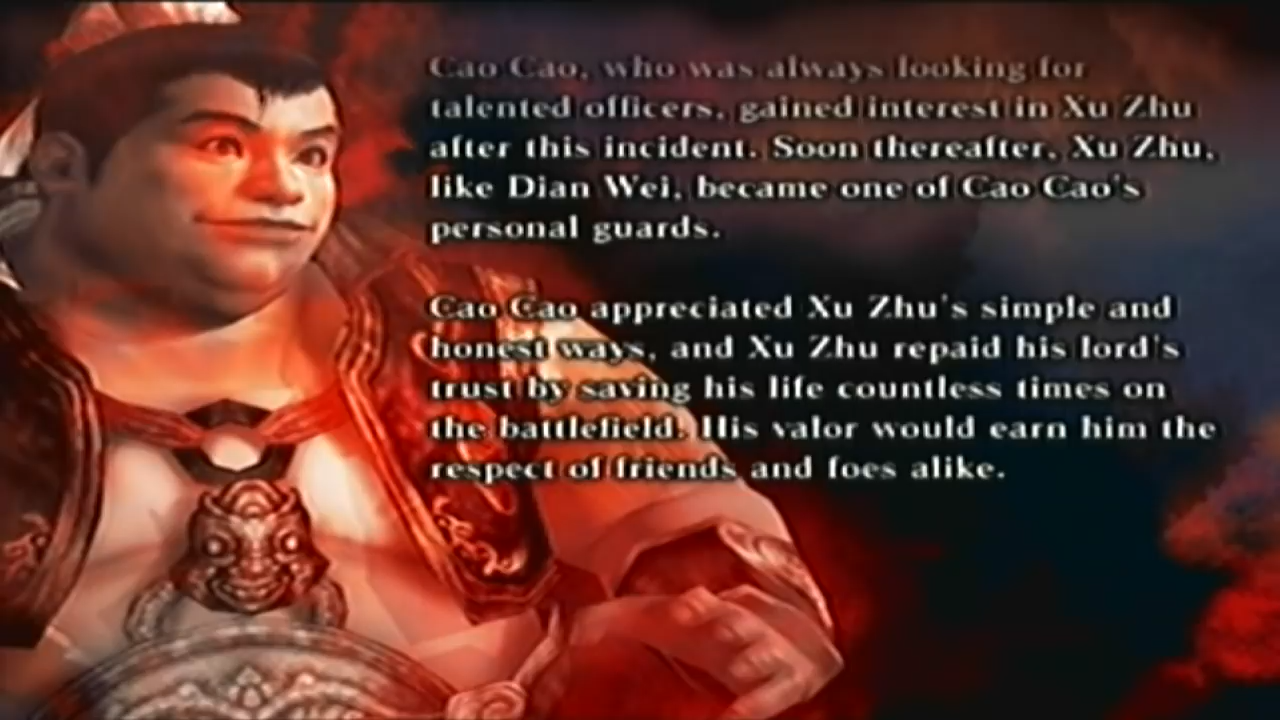 Cao Cao, who was always looking for
talented officers, gained interest in Xu Zhu
after this incident. Soon thereafter, Xu Zhu,
like Dian Wei, became one of Cao Cao's
personal guards.
Cao Cao appreciated Xu Zhu's simple and
honest ways, and Xu Zhu repaid his lord's
trust by saving his life countless times on
the battlefield. His valor would earn him the
respect of friends and foes alike.